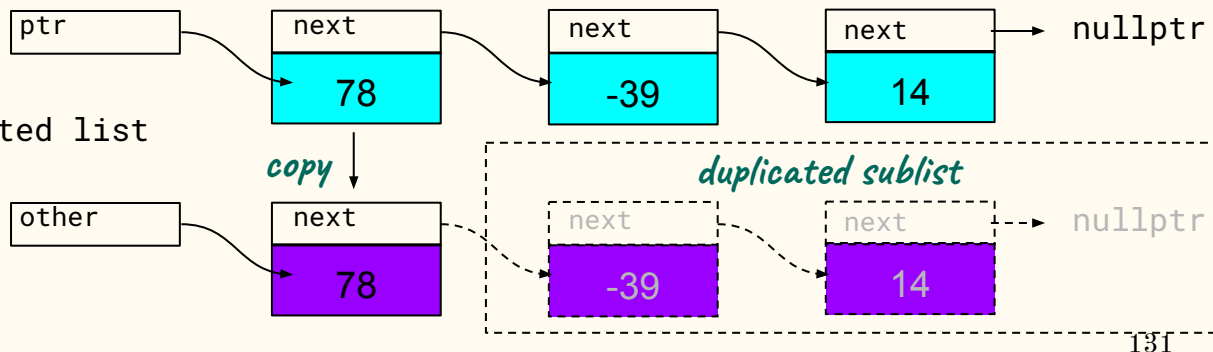 ptr next next next nullptr
78 -39 14
ted list
copy duplicated sublist
other next next next nullptr
78 -39 14
131